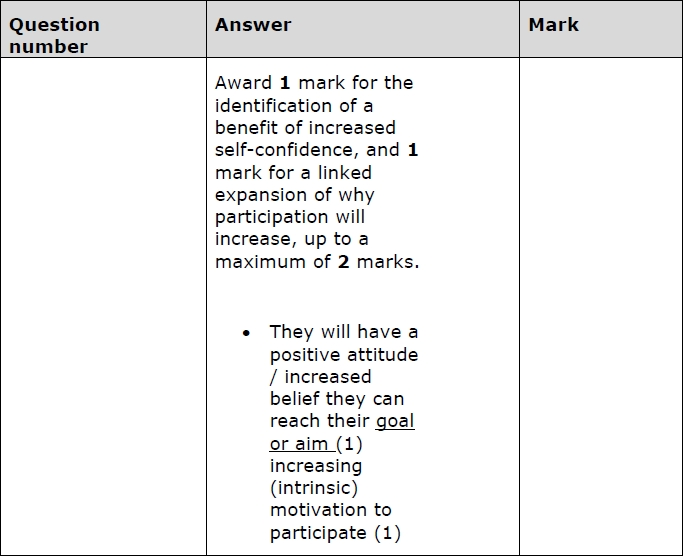 Question number
Answer
Mark
Award 1 mark for the
identification of a
benefit of increased
self-confidence, and 1
mark for a linked
expansion of why
participation will
increase, up to a
maximum of 2 marks.
• They will have a
positive attitude
/ increased
belief they can
reach their goal
or aim (1)
increasing
(intrinsic)
motivation to
participate (1)